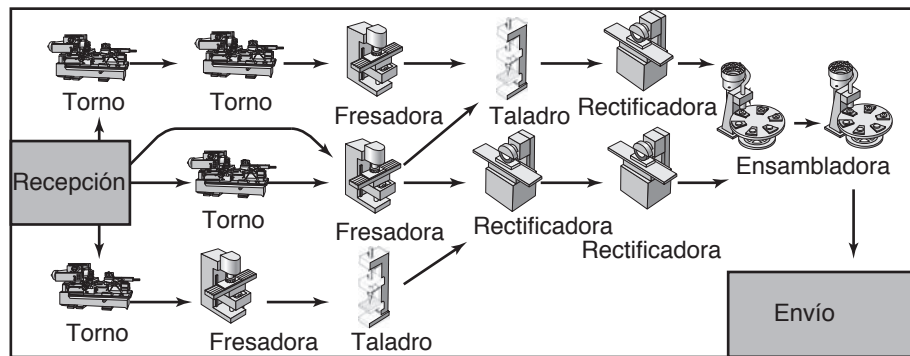 Torno
Torno
Fresadora
Taladro
Rectificadora
Recepción
Torno
Fresadora
Rectificadora
Rectificadora
Ensambladora
Torno
Fresadora
Taladro
Envío